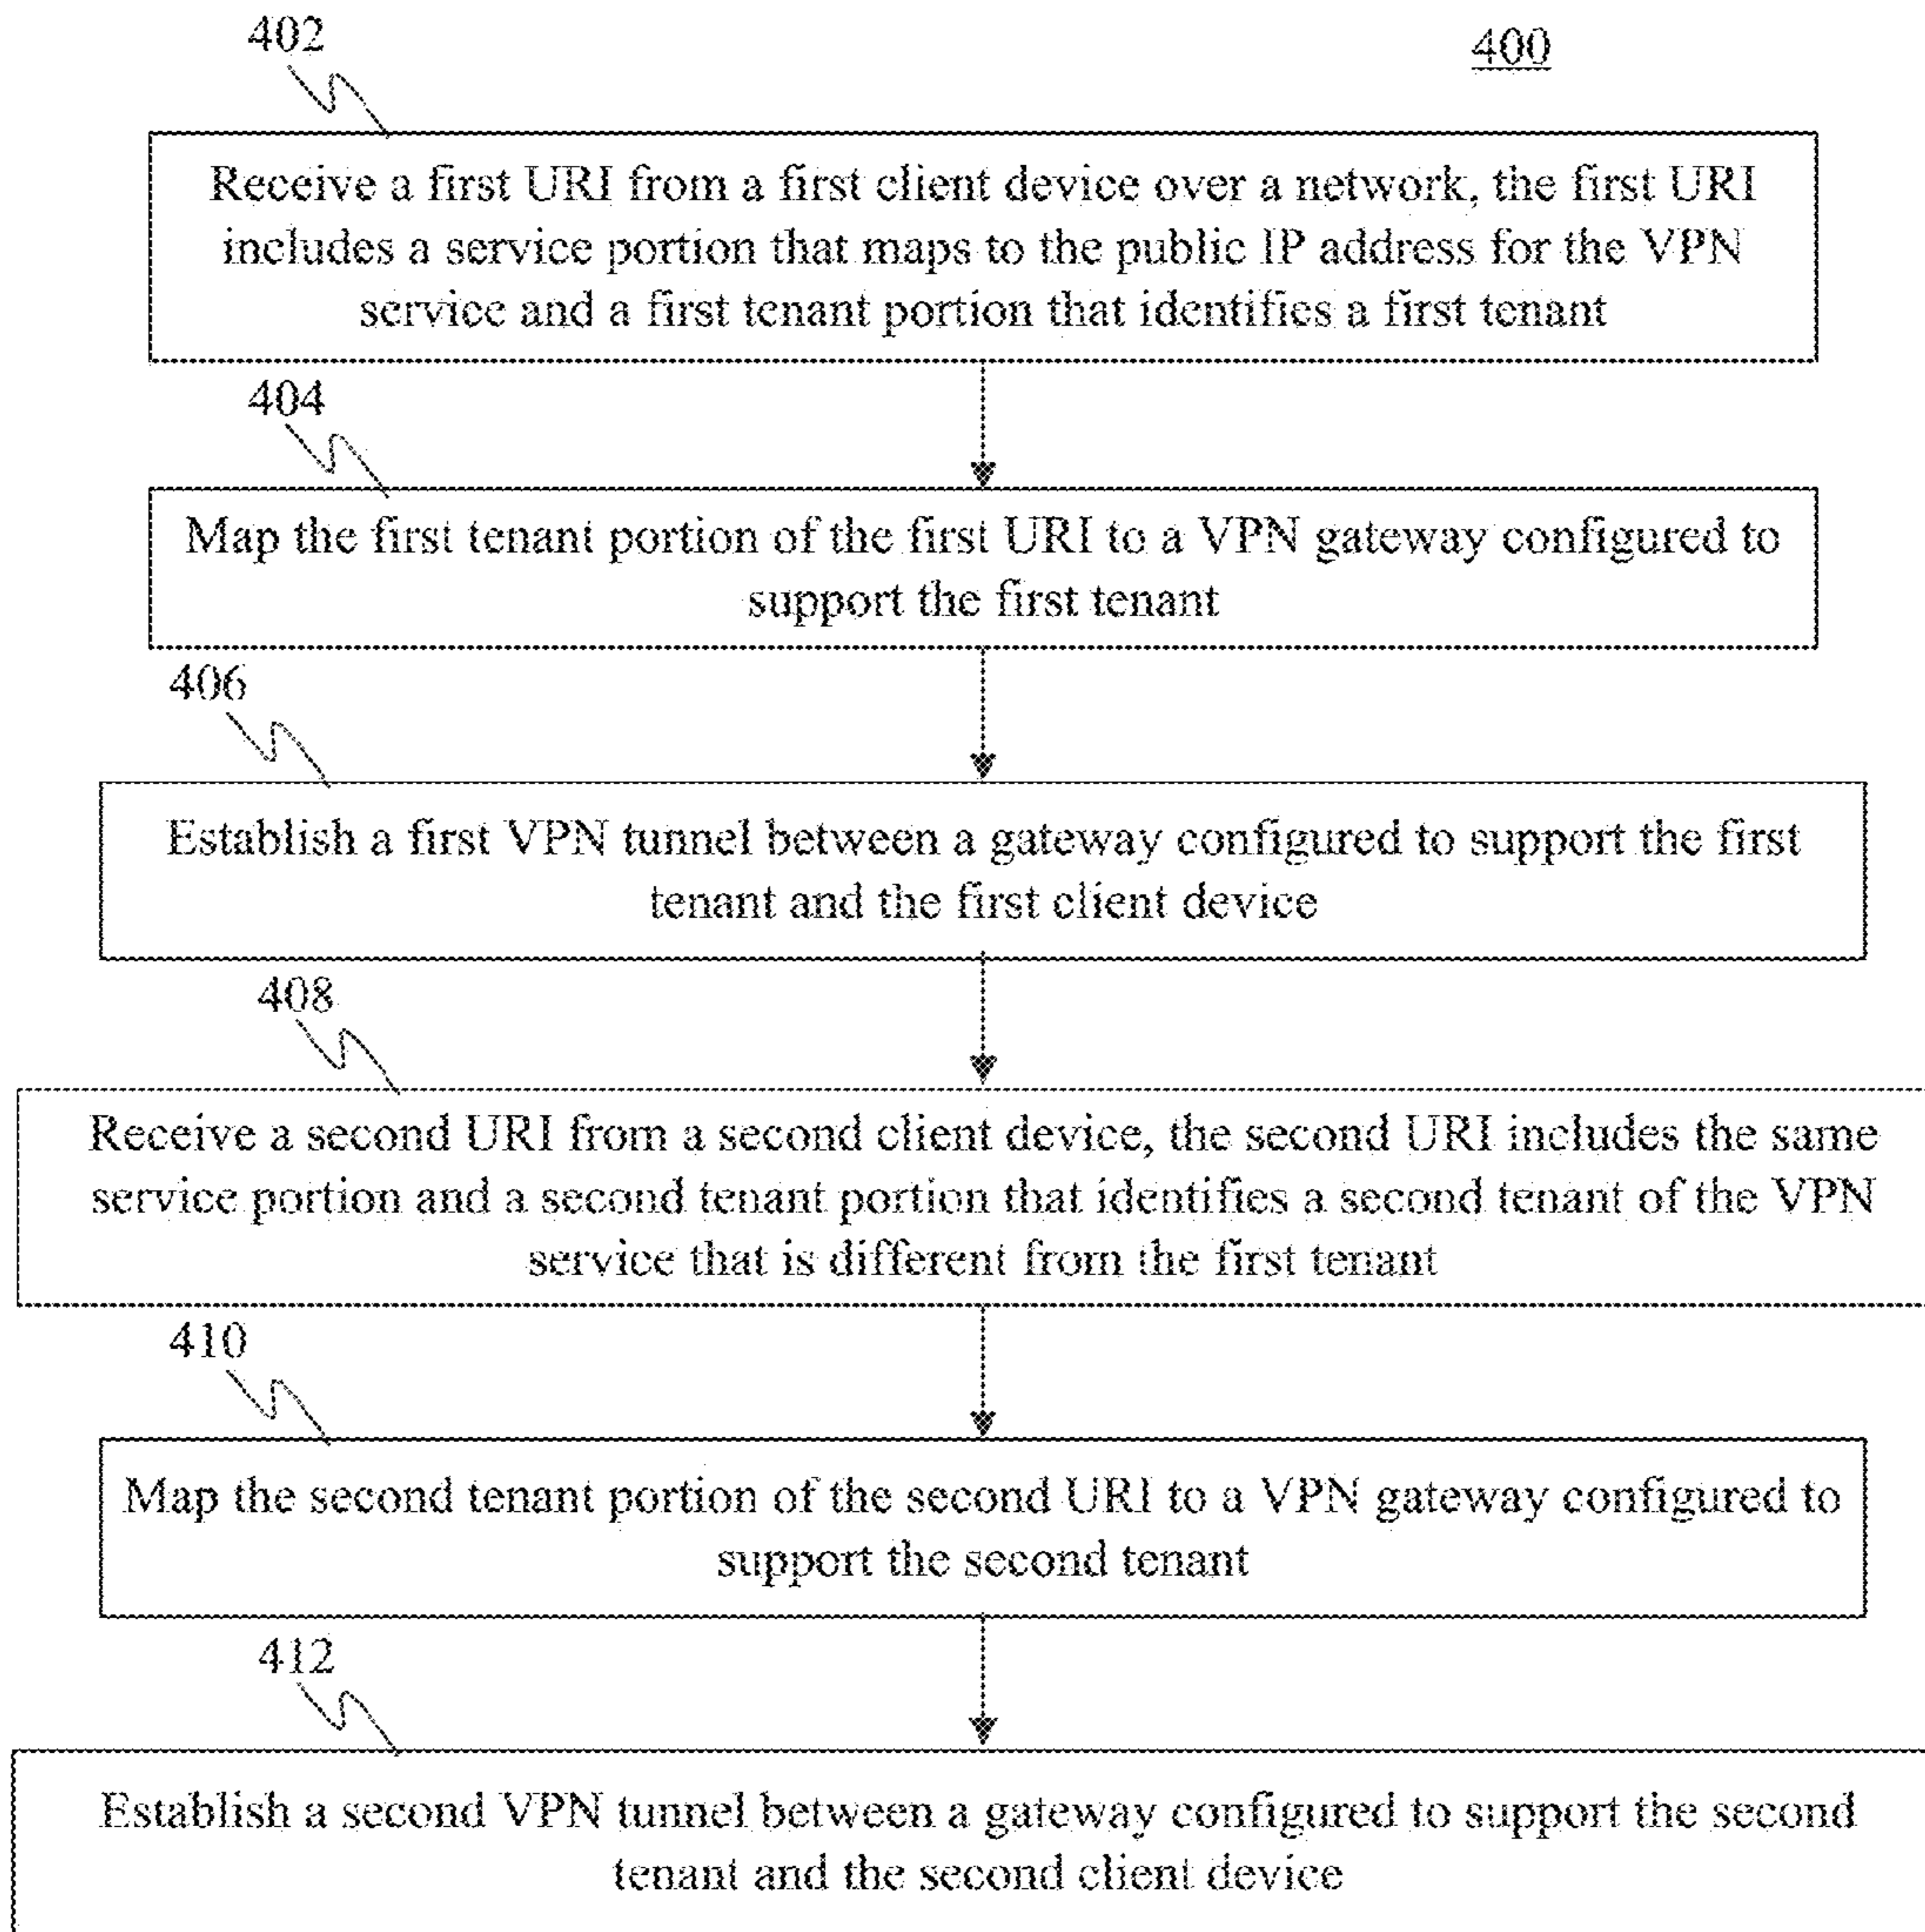 402
400
Receive a first URI from a first client device over a network, the first URI
includes a service portion that maps to the public IP address for the VPN
service and a first tenant portion that identifies a first tenant
404
Map the first tenant portion of the first URI to a VPN gateway configured to
support the first tenant
406
Establish a first VPN tunnel between a gateway configured to support the first
tenant and the first client device
408
Receive a second URI from a second client device, the second URI includes the same
service portion and a second tenant portion that identifies a second tenant of the VPN
service that is different from the first tenant
410
Map the second tenant portion of the second URI to a VPN gateway configured to
support the second tenant
412
Establish a second VPN tunnel between a gateway configured to support the second
tenant and the second client device